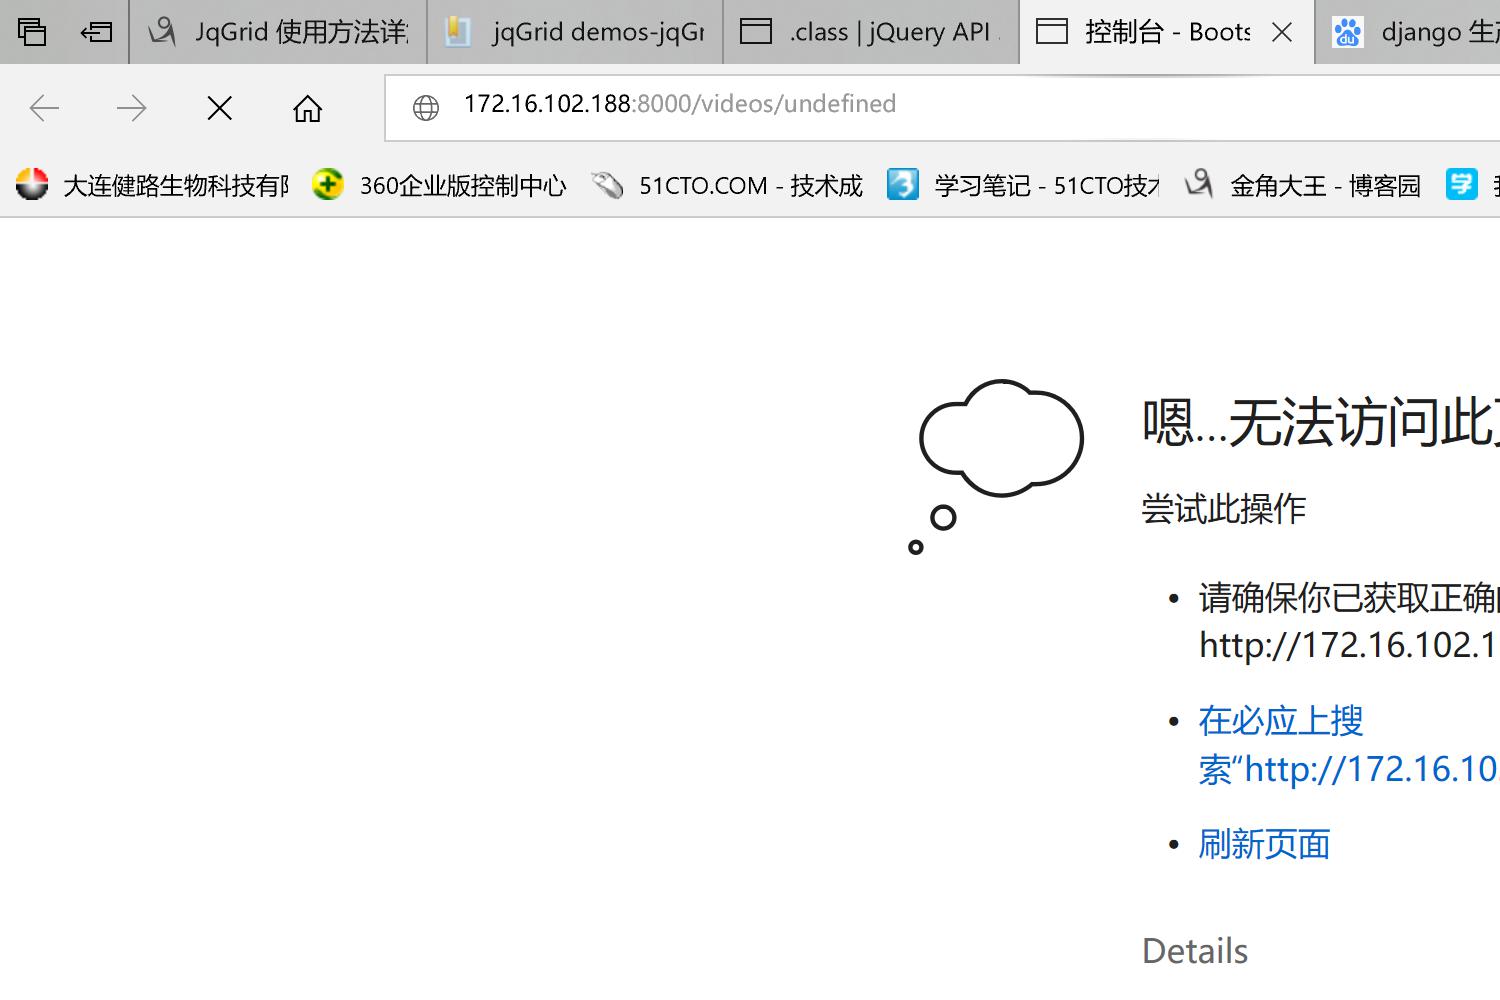 JqGrid 使用方法详
jqGrid demos-jqGr
.class | jQuery API
控制台 - Boots
django 生
172.16.102.188:8000/videos/undefined
大连健路生物科技有限
360企业版控制中心
51CTO.COM - 技术成
学习笔记 - 51CTO技
金角大王 - 博客园
学
du
嗯...无法访问此
尝试此操作
请确保你已获取正确
http://172.16.102.1
在必应上搜
索“http://172.16.10
刷新页面
Details